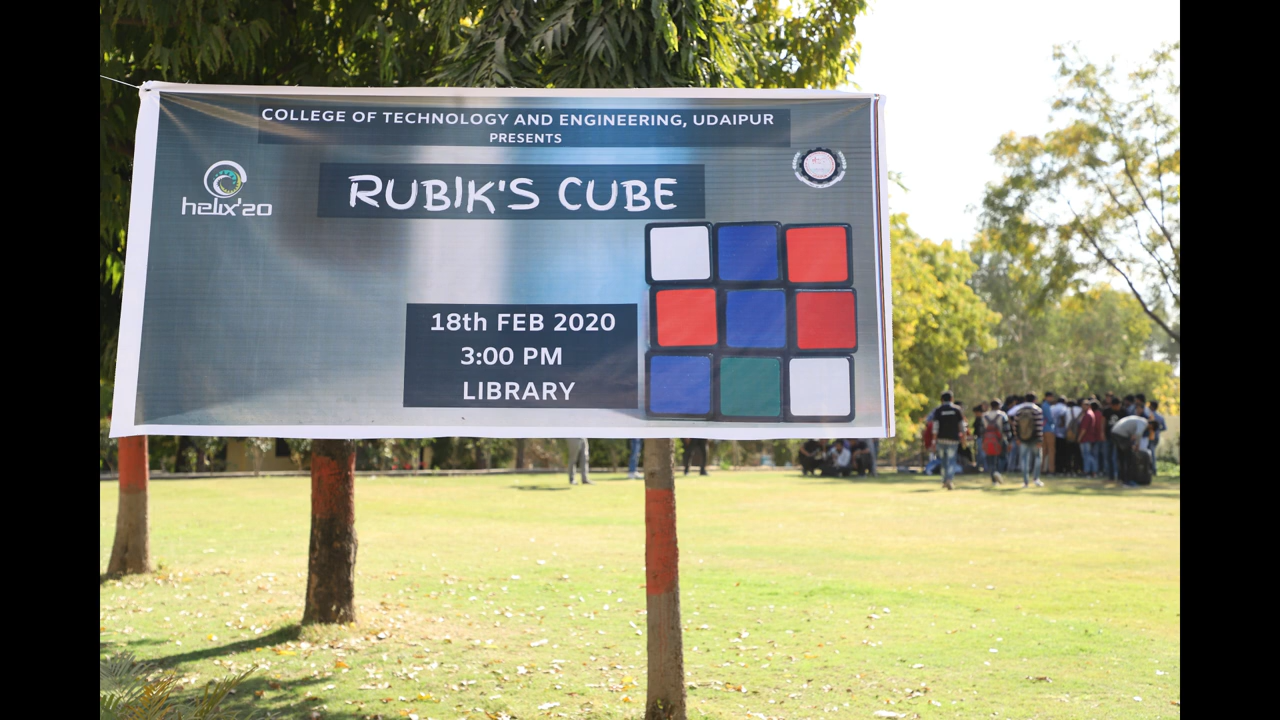 COLLEGE OF TECHNOLOGY AND ENGINEERING, UDAIPUR
PRESENTS
RUBIK'S CUBE
helix'20
18th FEB 2020
3:00 PM
LIBRARY